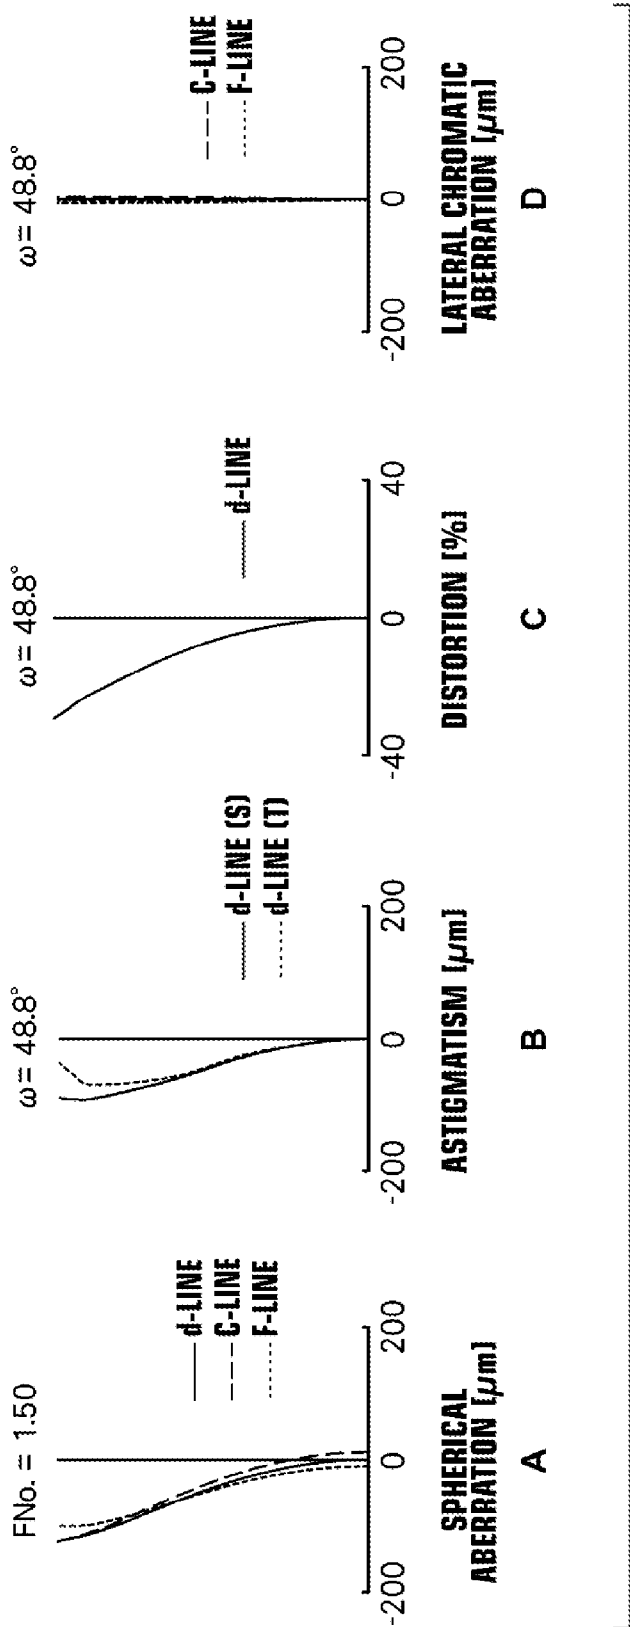 FNo. = 1.50
d-LINE
C-LINE
F-LINE
-200 0 200
SPHERICAL
ABERRATION [μm]
A
ω = 48.8°
d-LINE (S)
d-LINE (T)
-200 0 200
ASTIGMATISM [μm]
B
ω = 48.8°
d-LINE
-40 0 40
DISTORTION [%]
C
ω = 48.8°
C-LINE
F-LINE
-200 0 200
LATERAL CHROMATIC
ABERRATION [μm]
D